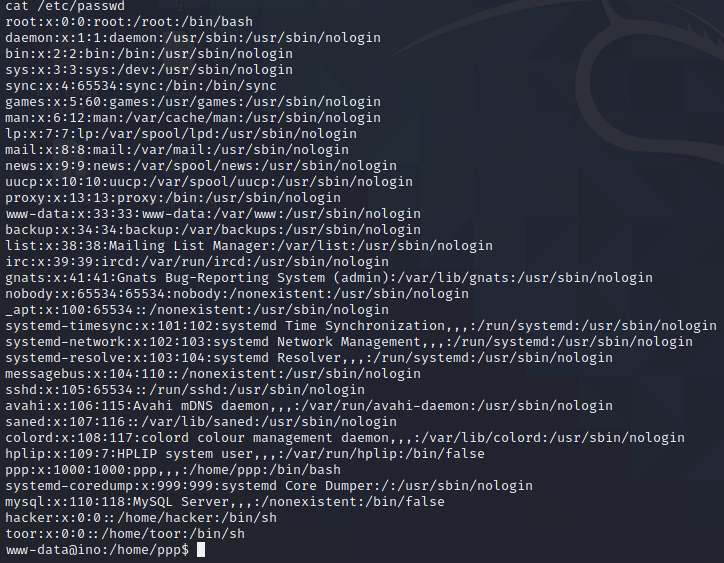 cat /etc/passwd
root:x:0:0:root:/root:/bin/bash
daemon:x:1:1:daemon:/usr/sbin:/usr/sbin/nologin
bin:x:2:2:bin:/bin:/usr/sbin/nologin
sys:x:3:3:sys:/dev:/usr/sbin/nologin
sync:x:4:65534:sync:/bin:/bin/sync
games:x:5:60:games:/usr/games:/usr/sbin/nologin
man:x:6:12:man:/var/cache/man:/usr/sbin/nologin
lp:x:7:7:lp:/var/spool/lpd:/usr/sbin/nologin
mail:x:8:8:mail:/var/mail:/usr/sbin/nologin
news:x:9:9:news:/var/spool/news:/usr/sbin/nologin
uucp:x:10:10:uucp:/var/spool/uucp:/usr/sbin/nologin
proxy:x:13:13:proxy:/bin:/usr/sbin/nologin
www-data:x:33:33:www-data:/var/www:/usr/sbin/nologin
backup:x:34:34:backup:/var/backups:/usr/sbin/nologin
list:x:38:38:Mailing List Manager:/var/list:/usr/sbin/nologin
irc:x:39:39:ircd:/var/run/ircd:/usr/sbin/nologin
gnats:x:41:41:Gnats Bug-Reporting System (admin):/var/lib/gnats:/usr/sbin/nologin
nobody:x:65534:65534:nobody:/nonexistent:/usr/sbin/nologin
_apt:x:100:65534::/nonexistent:/usr/sbin/nologin
systemd-timesync:x:101:102:systemd Time Synchronization,,,:/run/systemd:/usr/sbin/nologin
systemd-network:x:102:103:systemd Network Management,,,:/run/systemd:/usr/sbin/nologin
systemd-resolve:x:103:104:systemd Resolver,,,:/run/systemd:/usr/sbin/nologin
messagebus:x:104:110::/nonexistent:/usr/sbin/nologin
sshd:x:105:65534::/run/sshd:/usr/sbin/nologin
avahi:x:106:115:Avahi mDNS daemon,,,:/var/run/avahi-daemon:/usr/sbin/nologin
saned:x:107:116::/var/lib/saned:/usr/sbin/nologin
colord:x:108:117:colord colour management daemon,,,:/var/lib/colord:/usr/sbin/nologin
hplip:x:109:7:HPLIP system user,,,:/var/run/hplip:/bin/false
ppp:x:1000:1000:ppp,,,:/home/ppp:/bin/bash
systemd-coredump:x:999:999:systemd Core Dumper:/:/usr/sbin/nologin
mysql:x:110:118:MySQL Server,,,:/nonexistent:/bin/false
hacker:x:0:0::/home/hacker:/bin/sh
toor:x:0:0::/home/toor:/bin/sh
www-data@ino:/home/ppp$